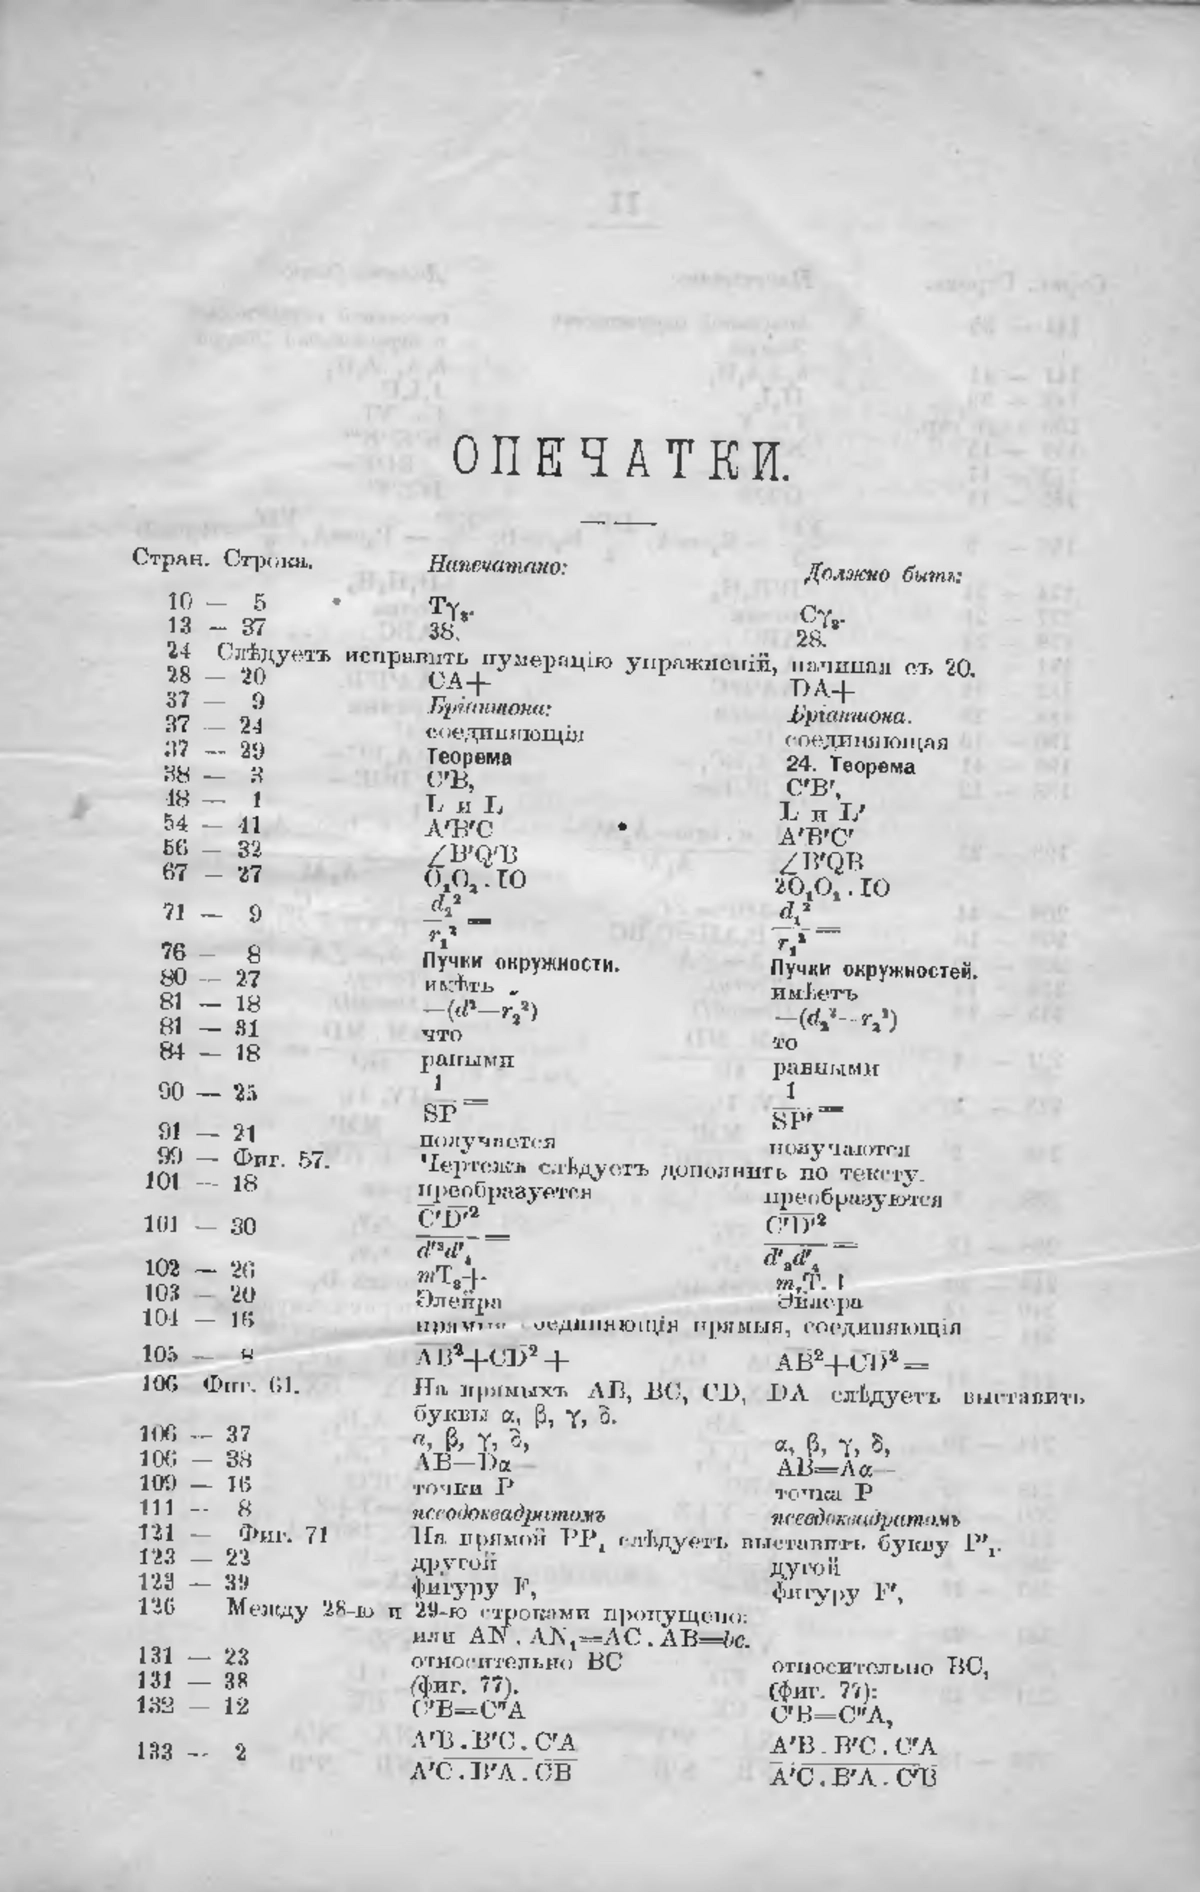 ОПЕЧАТКИ.
Стран. Строка. Напечатано: Должно быть:
10 — 5 Tγ₈. Cγ₈.
13 — 37 38. 28.
24 Слѣдуетъ исправить нумерацію упражненій, начиная съ 20.
28 — 20 CA+ DA+
37 — 9 Бріаншона: Бріаншона.
37 — 24 соединяющія соединяющая
37 — 29 Теорема 24. Теорема
38 — 3 C'B, C'B',
48 — 1 L и L L и L'
54 — 41 A'B'C A'B'C'
56 — 32 ∠B'Q'B ∠B'QB
67 — 27 O₁O₂.IO 2O₁O₂.IO
71 — 9 d₂²/r₁² = d₁²/r₁² =
76 — 8 Пучки окружности. Пучки окружностей.
80 — 27 имѣть имѣетъ
81 — 18 —(d²—r₂²) —(d₂²—r₂²)
81 — 31 что то
84 — 18 раными равными
90 — 25 1/SP = 1/SP' =
91 — 21 получается получаются
99 — Фиг. 57. Чертежъ слѣдуетъ дополнить по тексту.
101 — 18 преобразуется преобразуются
101 — 30 C'D'²/d'³d'₄ = C'D'²/d'₃d'₄ =
102 — 26 mT₃+
103 — 20 Элейра Эйлера
104 — 16 прямыя соединяющія прямыя, соединяющія
105 — 8 AB²+CD²+ AB²+CD²=
106 Фиг. 61. На прямыхъ AB, BC, CD, DA слѣдуетъ выставить
буквы α, β, γ, δ.
106 — 37 a, β, γ, δ, α, β, γ, δ,
106 — 38 AB—Dα— AB=Aα—
109 — 16 точки P точка P
111 — 8 псеодоквадратомъ псевдоквадратомъ
121 — Фиг. 71 На прямой PP₁ слѣдуетъ выставить букву P''₁.
123 — 22 другой дугой
123 — 39 фигуру F, фигуру F',
126 Между 28-ю и 29-ю строками пропущено:
или AN.AN₁=AC.AB=bc.
131 — 23 относительно BC относительно BC,
131 — 38 (фиг. 77). (фиг. 77):
132 — 12 C'B=C''A C'B=C''A,
133 — 2 A'B.B'C.C'A/A'C.B'A.CB A'B.B'C.C'A/A'C.B'A.C'B